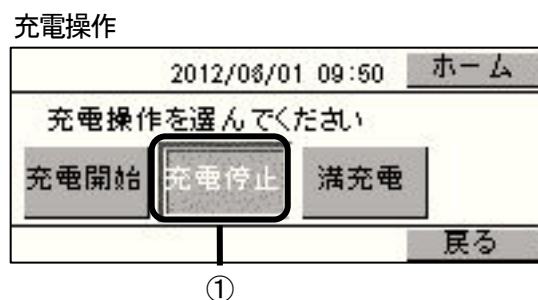 充電操作
2012/06/01 09:50 ホーム
充電操作を選んでください
充電開始 充電停止 満充電
戻る
①